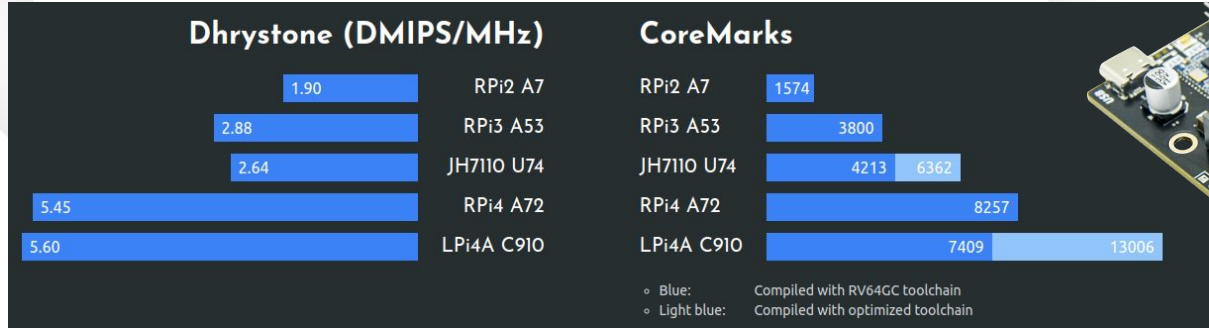 Dhrystone (DMIPS/MHz)
1.90 RPi2 A7
2.88 RPi3 A53
2.64 JH7110 U74
5.45 RPi4 A72
5.60 LPi4A C910
CoreMarks
RPi2 A7 1574
RPi3 A53 3800
JH7110 U74 4213 6362
RPi4 A72 8257
LPi4A C910 7409 13006
◦ Blue: Compiled with RV64GC toolchain
◦ Light blue: Compiled with optimized toolchain
USB